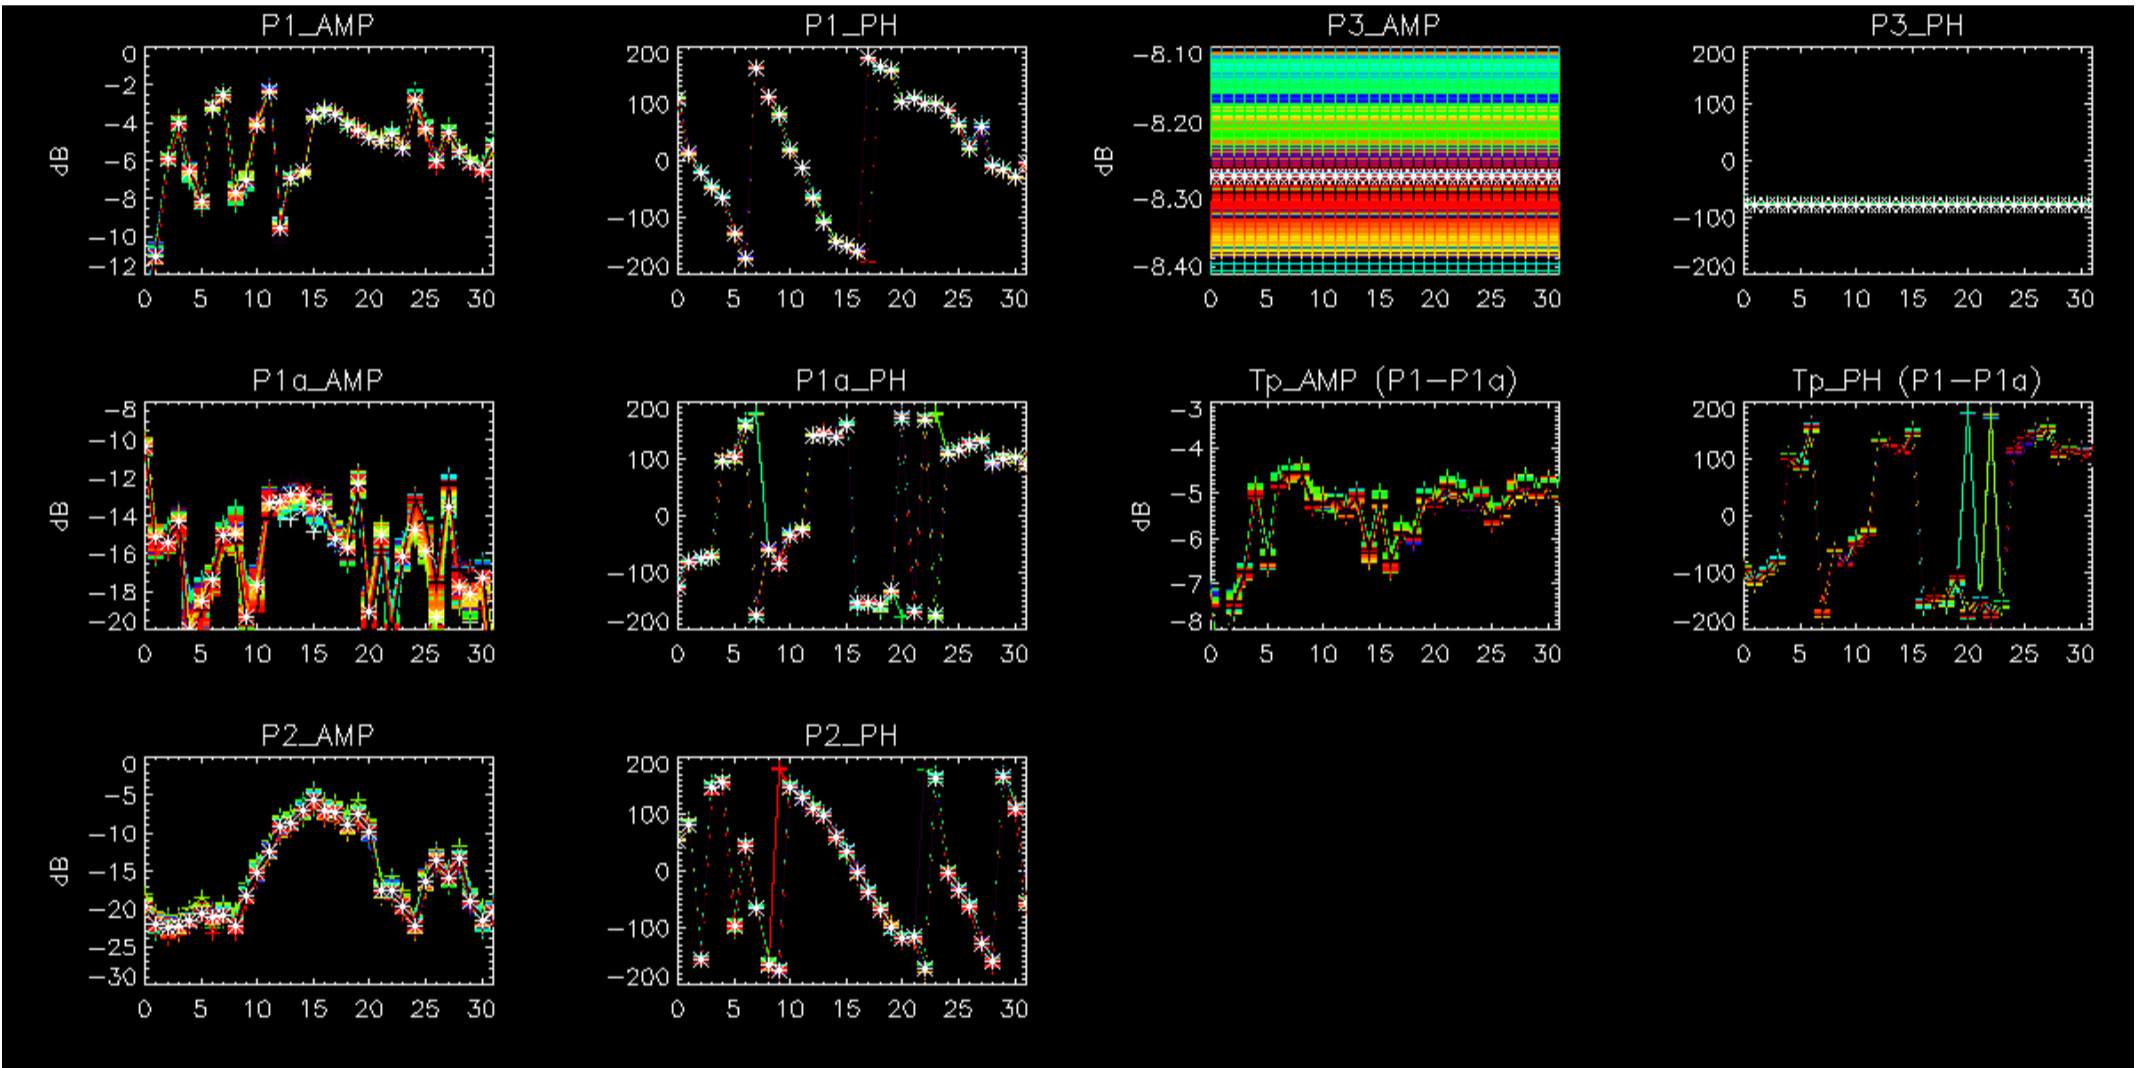 P1_AMP
dB
0
-2
-4
-6
-8
-10
-12
0 5 10 15 20 25 30
P1_PH
200
100
0
-100
-200
0 5 10 15 20 25 30
P3_AMP
dB
-8.10
-8.20
-8.30
-8.40
0 5 10 15 20 25 30
P3_PH
200
100
0
-100
-200
0 5 10 15 20 25 30
P1a_AMP
dB
-8
-10
-12
-14
-16
-18
-20
0 5 10 15 20 25 30
P1a_PH
200
100
0
-100
-200
0 5 10 15 20 25 30
Tp_AMP (P1-P1a)
dB
-3
-4
-5
-6
-7
-8
0 5 10 15 20 25 30
Tp_PH (P1-P1a)
200
100
0
-100
-200
0 5 10 15 20 25 30
P2_AMP
dB
0
-5
-10
-15
-20
-25
-30
0 5 10 15 20 25 30
P2_PH
200
100
0
-100
-200
0 5 10 15 20 25 30